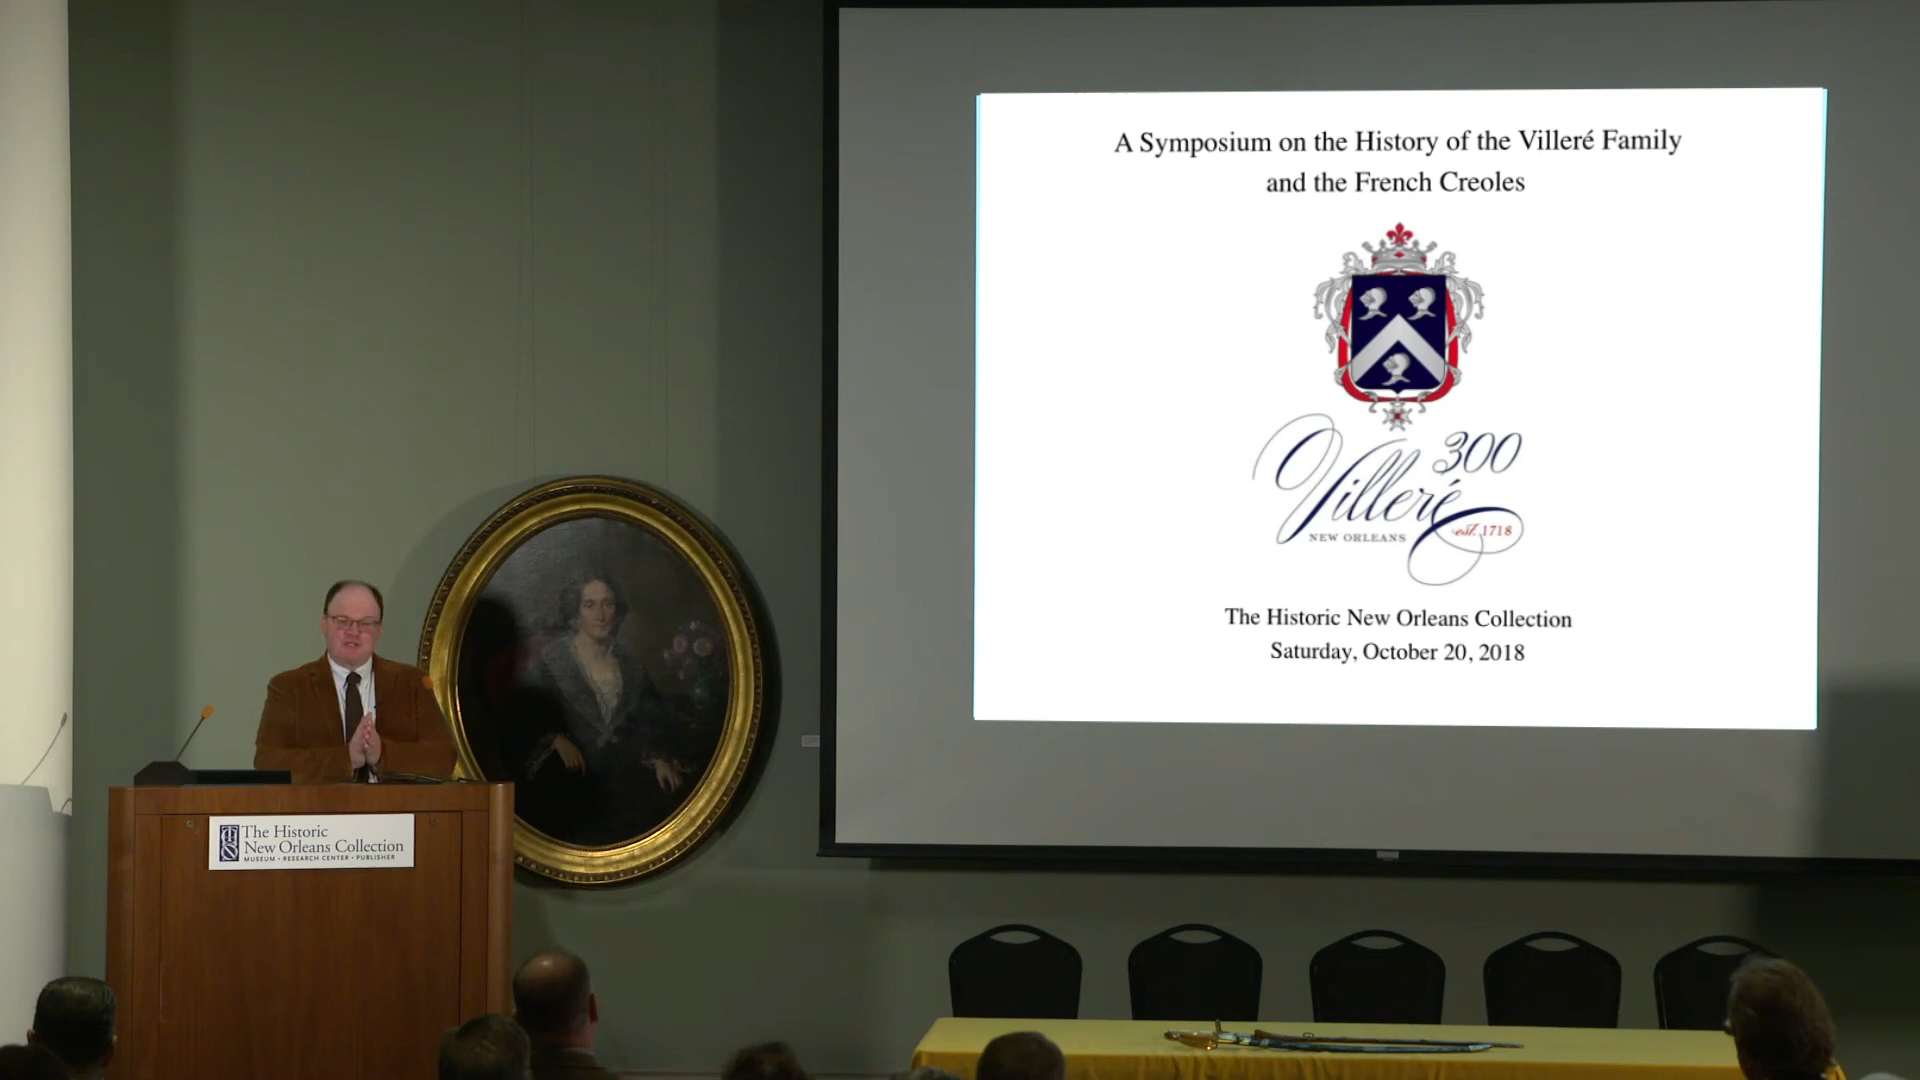 A Symposium on the History of the Villeré Family
and the French Creoles
300
Villeré
est. 1718
NEW ORLEANS
The Historic New Orleans Collection
Saturday, October 20, 2018
The Historic
New Orleans Collection
MUSEUM • RESEARCH CENTER • PUBLISHER